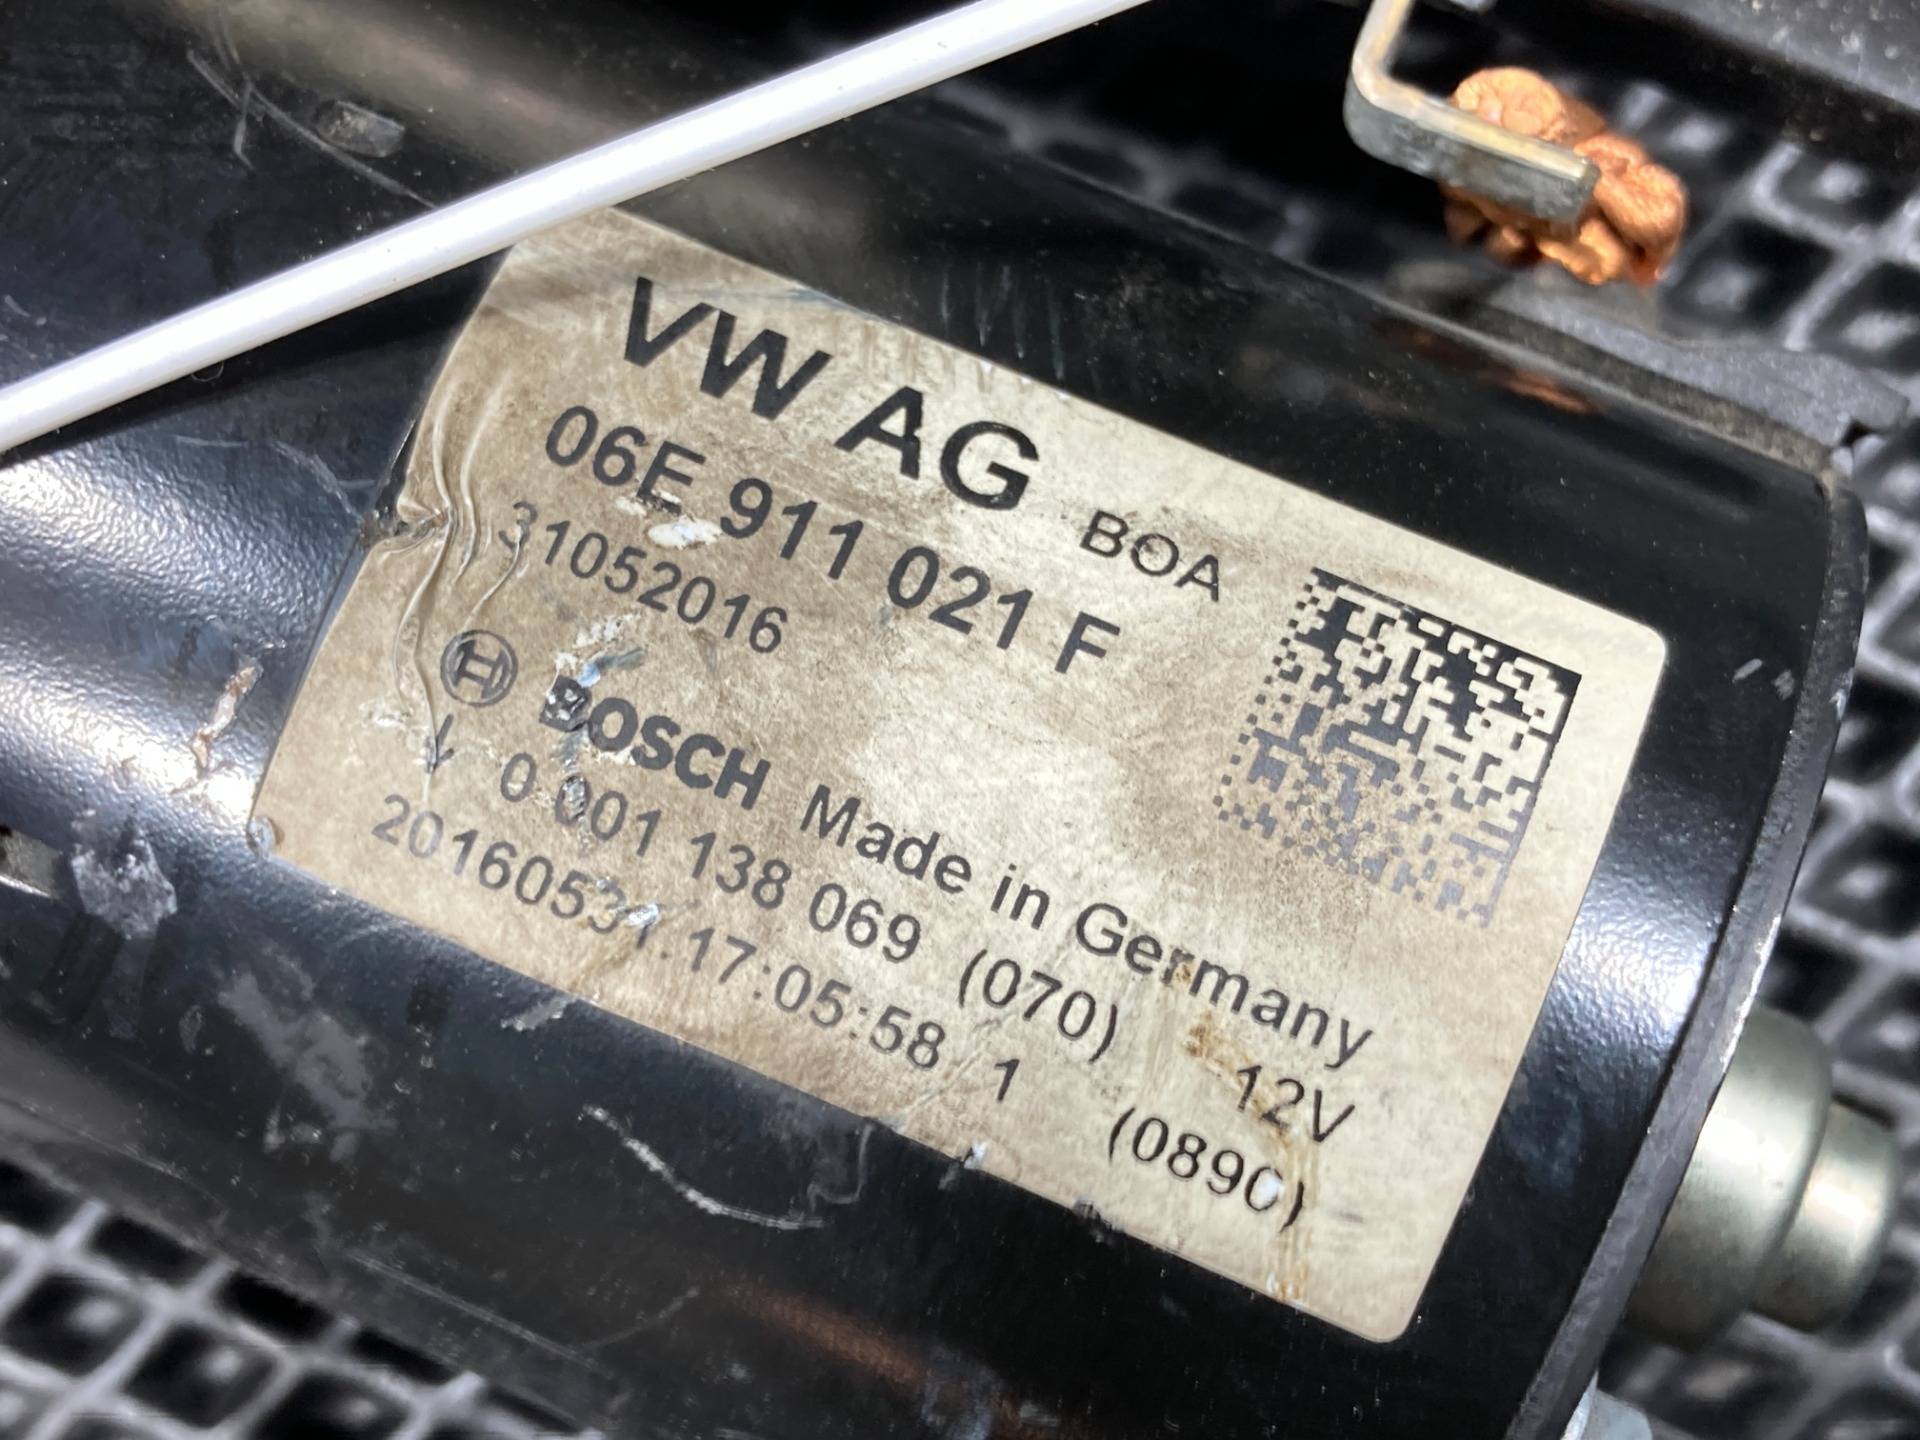 VW AG BOA
06E 911 021 F
31052016
BOSCH Made in Germany
0 001 138 069 (070) 12V
20160531.17:05:58 1 (0890)